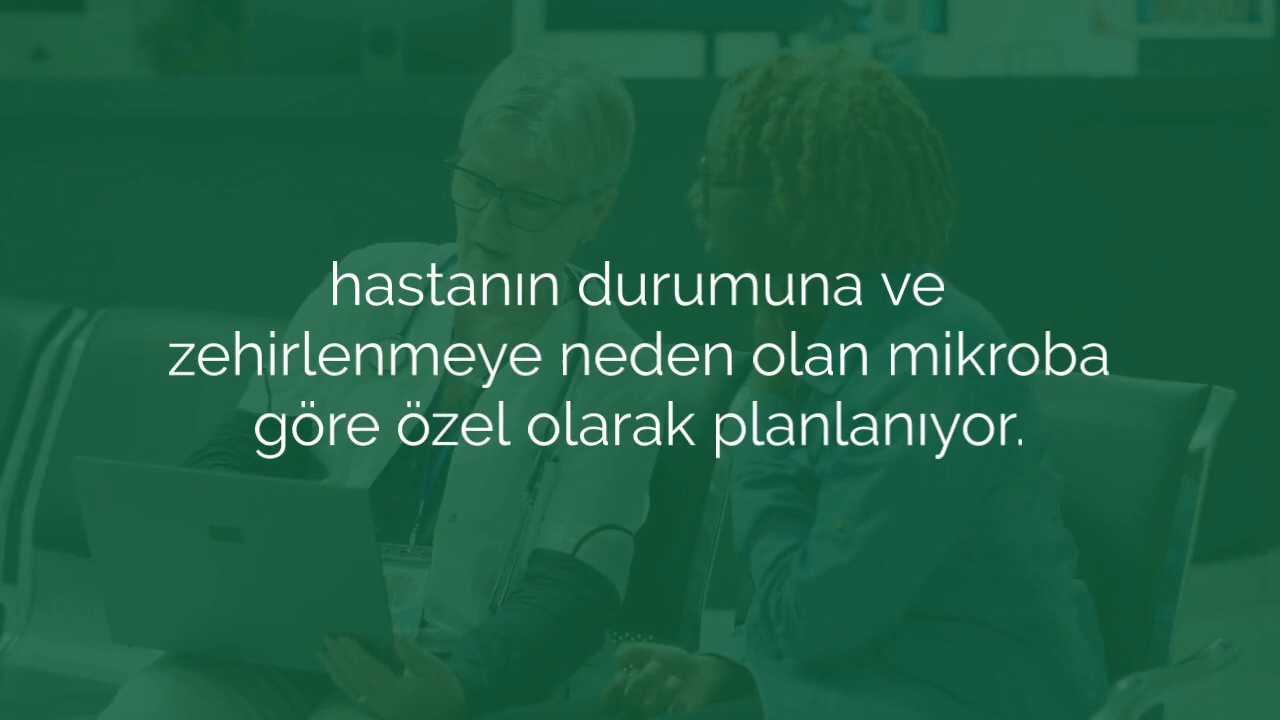 hastanın durumuna ve
zehirlenmeye neden olan mikroba
göre özel olarak planlanıyor.